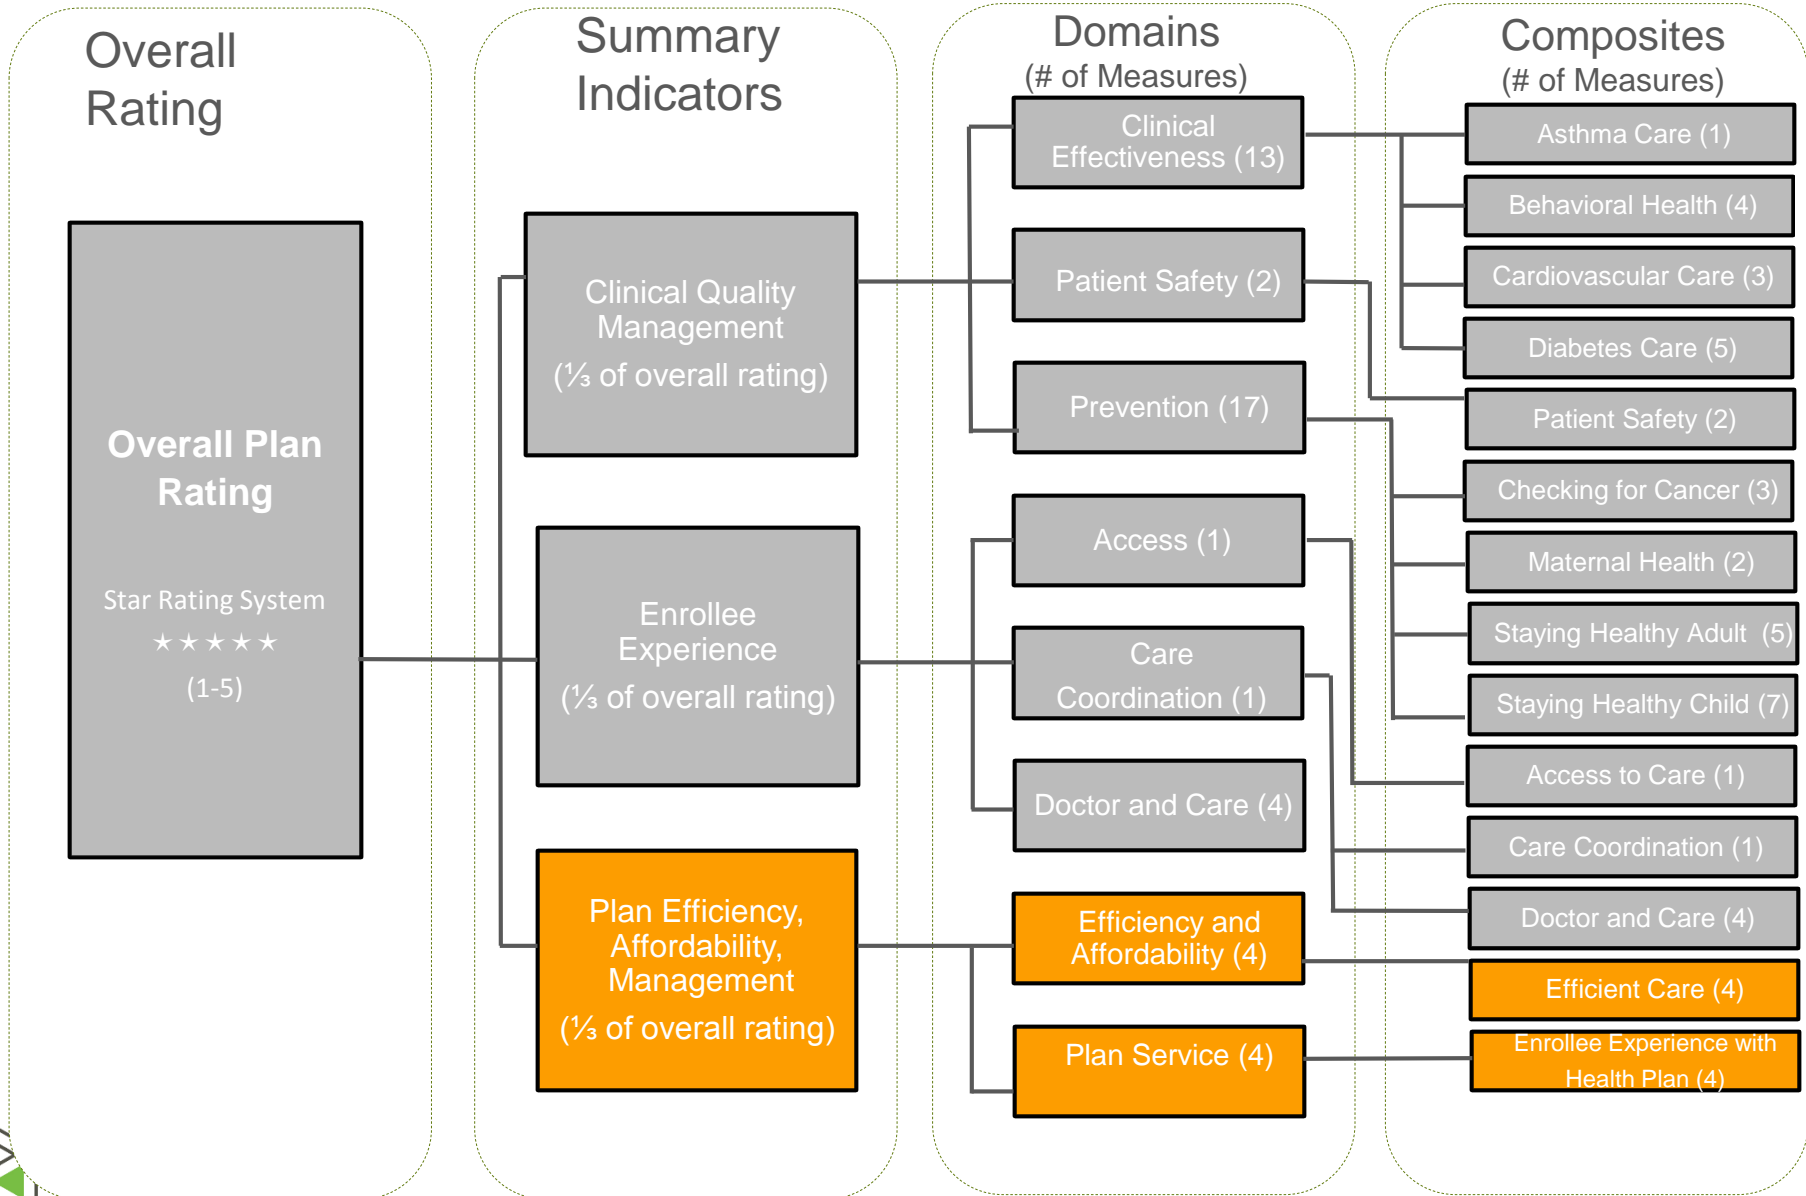 Overall
Rating
Overall Plan
Rating
Star Rating System
★★★★★
(1-5)
Summary
Indicators
Clinical Quality
Management
(⅓ of overall rating)
Enrollee
Experience
(⅓ of overall rating)
Plan Efficiency,
Affordability,
Management
(⅓ of overall rating)
Domains
(# of Measures)
Clinical
Effectiveness (13)
Patient Safety (2)
Prevention (17)
Access (1)
Care
Coordination (1)
Doctor and Care (4)
Efficiency and
Affordability (4)
Plan Service (4)
Composites
(# of Measures)
Asthma Care (1)
Behavioral Health (4)
Cardiovascular Care (3)
Diabetes Care (5)
Patient Safety (2)
Checking for Cancer (3)
Maternal Health (2)
Staying Healthy Adult (5)
Staying Healthy Child (7)
Access to Care (1)
Care Coordination (1)
Doctor and Care (4)
Efficient Care (4)
Enrollee Experience with
Health Plan (4)